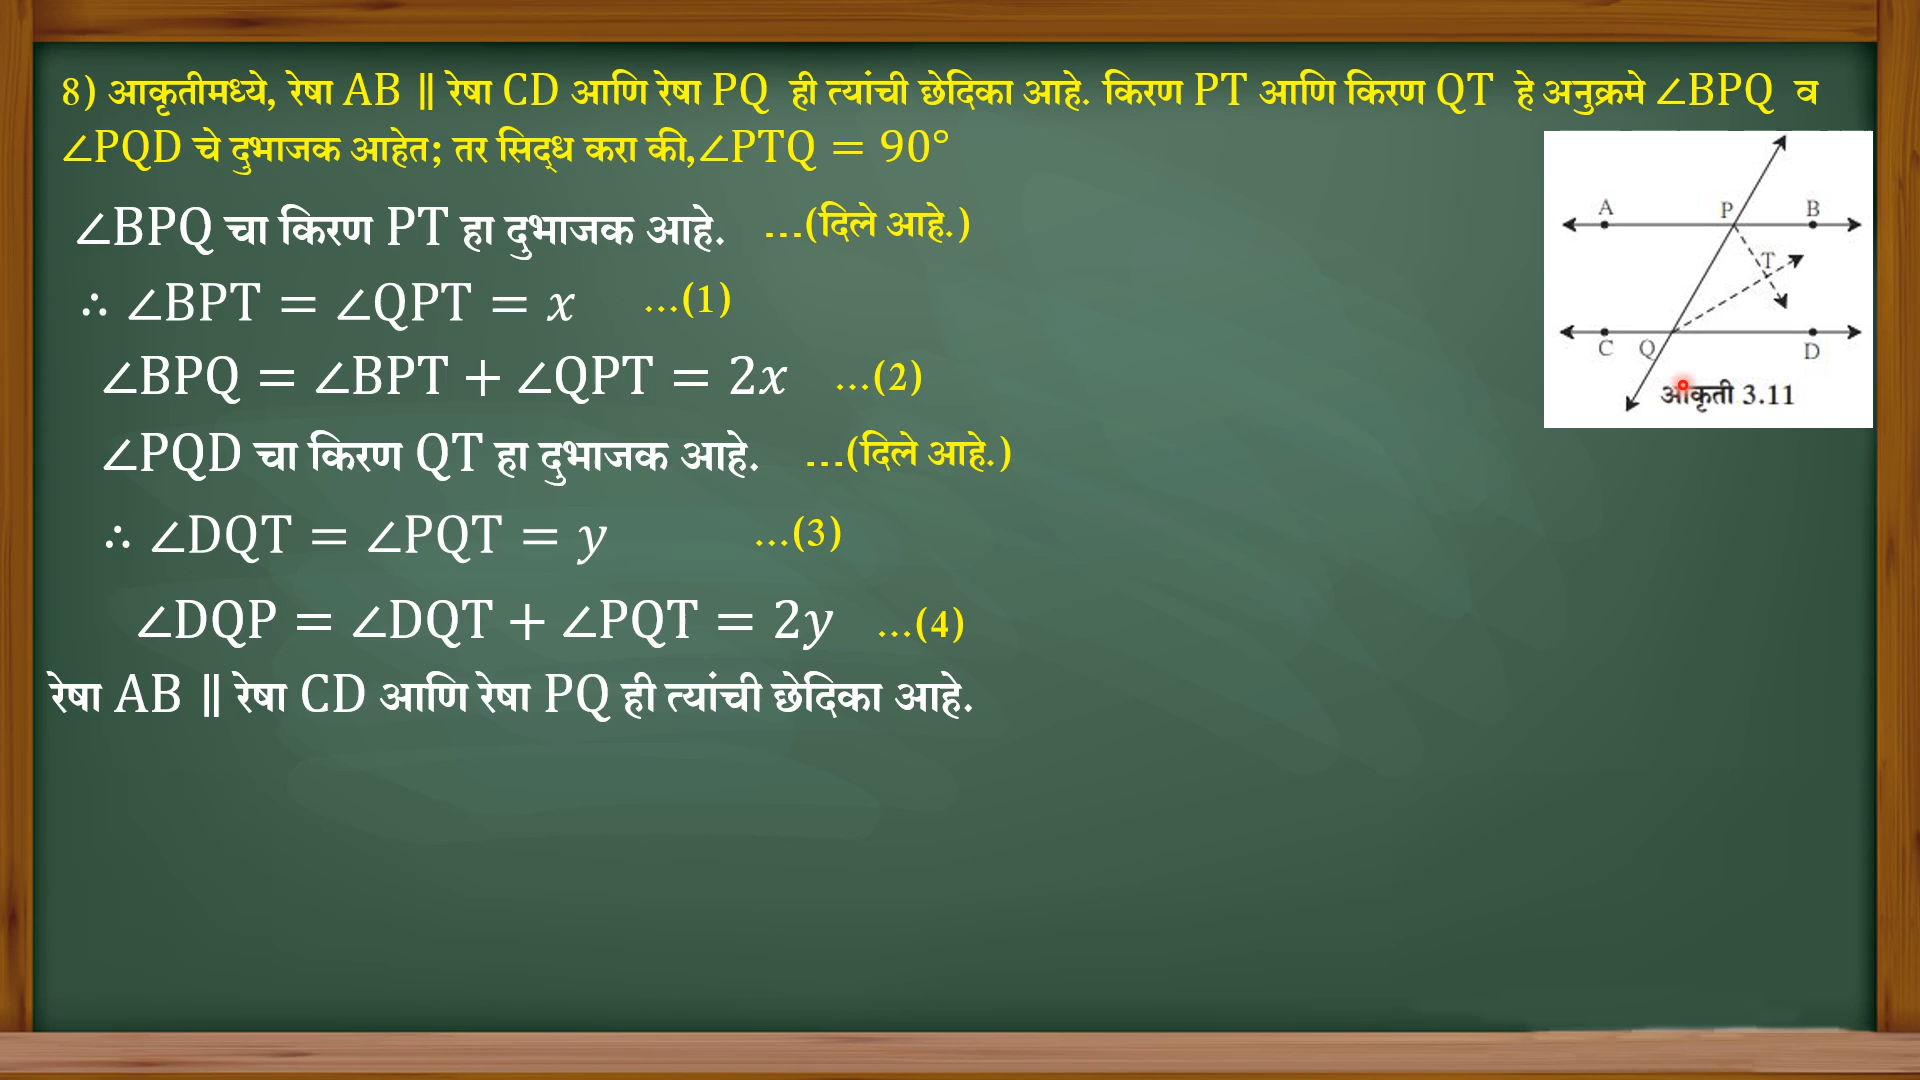 8) आकृतीमध्ये, रेषा AB ∥ रेषा CD आणि रेषा PQ ही त्यांची छेदिका आहे. किरण PT आणि किरण QT हे अनुक्रमे ∠BPQ व
∠PQD चे दुभाजक आहेत; तर सिद्ध करा की,∠PTQ = 90°
∠BPQ चा किरण PT हा दुभाजक आहे. ...(दिले आहे.)
∴ ∠BPT = ∠QPT = x ...(1)
∠BPQ = ∠BPT + ∠QPT = 2x ...(2)
∠PQD चा किरण QT हा दुभाजक आहे. ...(दिले आहे.)
∴ ∠DQT = ∠PQT = y ...(3)
∠DQP = ∠DQT + ∠PQT = 2y ...(4)
रेषा AB ∥ रेषा CD आणि रेषा PQ ही त्यांची छेदिका आहे.
A P B
T
C Q D
आकृती 3.11